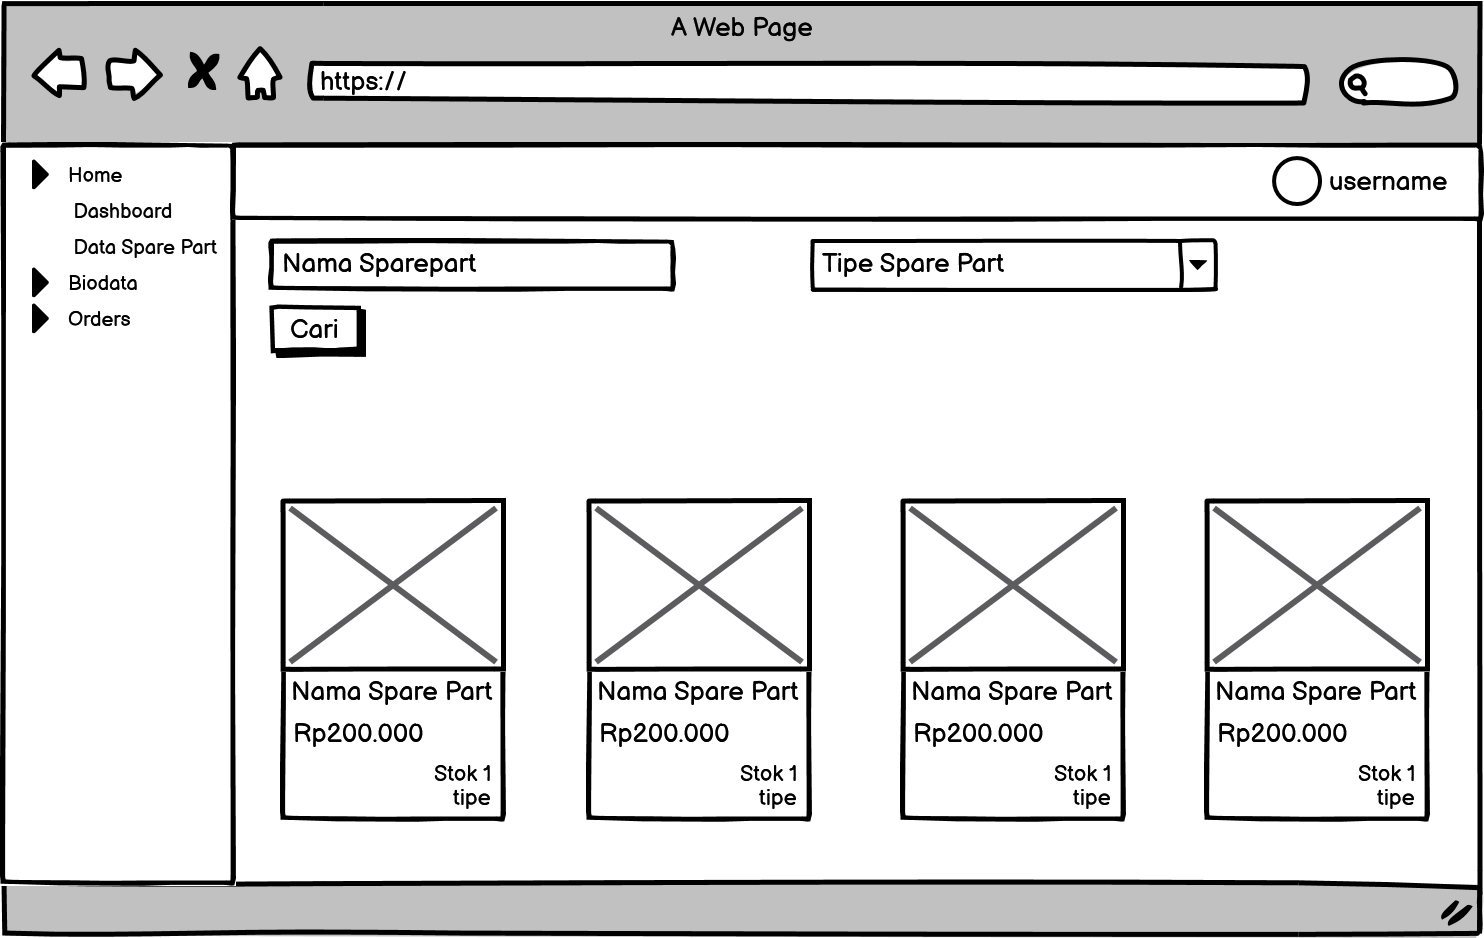 A Web Page
https://
username
Home
Dashboard
Data Spare Part
Biodata
Orders
Nama Sparepart
Tipe Spare Part
Cari
Nama Spare Part
Rp200.000
Stok 1
tipe
Nama Spare Part
Rp200.000
Stok 1
tipe
Nama Spare Part
Rp200.000
Stok 1
tipe
Nama Spare Part
Rp200.000
Stok 1
tipe